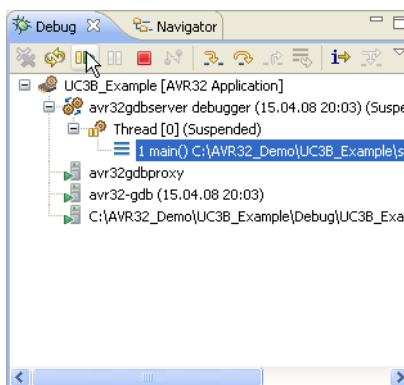 Debug Navigator
UC3B_Example [AVR32 Application]
avr32gdbserver debugger (15.04.08 20:03) (Suspe
Thread [0] (Suspended)
1 main() C:\AVR32_Demo\UC3B_Example\s
avr32gdbproxy
avr32-gdb (15.04.08 20:03)
C:\AVR32_Demo\UC3B_Example\Debug\UC3B_Exa